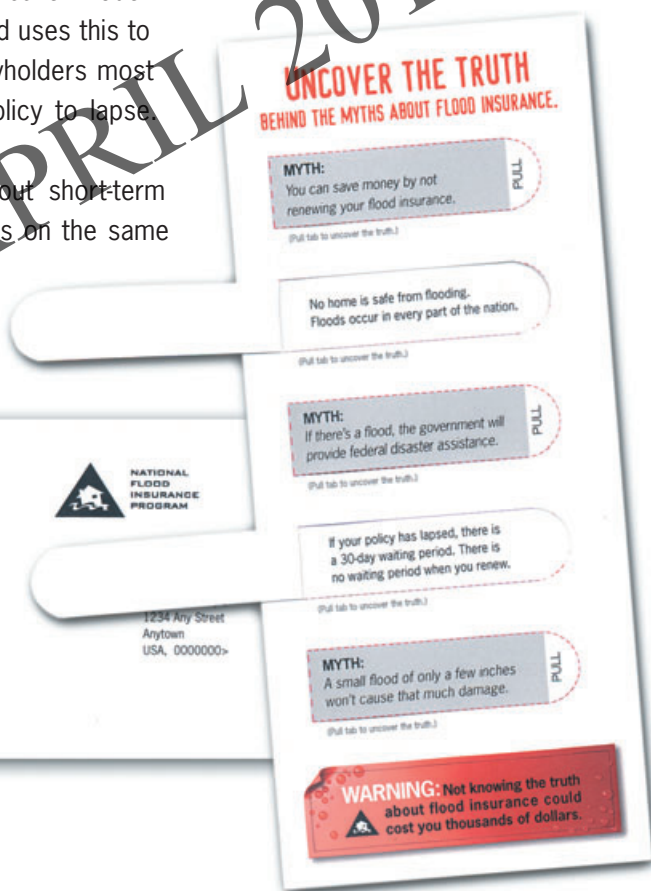 d uses this to
yholders most
olicy to lapse.
out short-term
s on the same
APRIL 201
UNCOVER THE TRUTH
BEHIND THE MYTHS ABOUT FLOOD INSURANCE.
MYTH:
You can save money by not
renewing your flood insurance.
PULL
(Pull tab to uncover the truth.)
No home is safe from flooding.
Floods occur in every part of the nation.
(Pull tab to uncover the truth.)
MYTH:
If there's a flood, the government will
provide federal disaster assistance.
PULL
(Pull tab to uncover the truth.)
NATIONAL
FLOOD
INSURANCE
PROGRAM
If your policy has lapsed, there is
a 30-day waiting period. There is
no waiting period when you renew.
(Pull tab to uncover the truth.)
1234 Any Street
Anytown
USA, 0000000>
MYTH:
A small flood of only a few inches
won't cause that much damage.
PULL
(Pull tab to uncover the truth.)
WARNING: Not knowing the truth
about flood insurance could
cost you thousands of dollars.